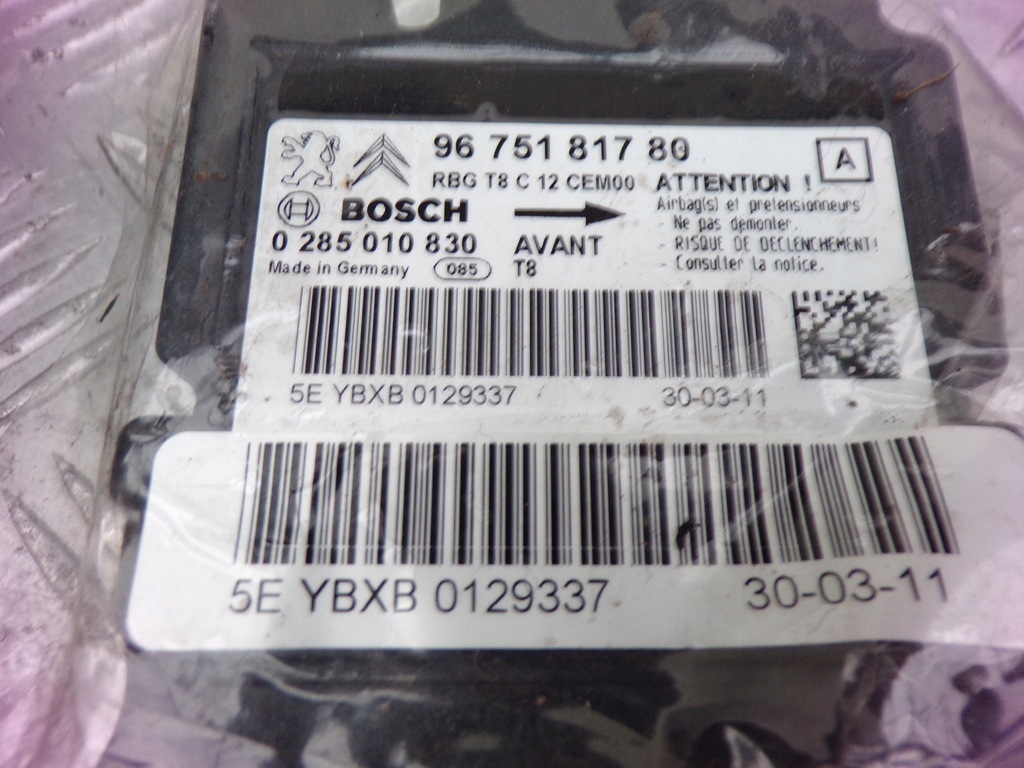 96 751 817 80
A
RBG T8 C 12 CEM00
ATTENTION !
BOSCH
Airbag(s) et pretensionneurs
- Ne pas demonter.
0 285 010 830
AVANT
- RISQUE DE DECLENCHEMENT!
Made in Germany
085
T8
- Consulter la notice.
5E YBXB 0129337
30-03-11
5E YBXB 0129337
30-03-11